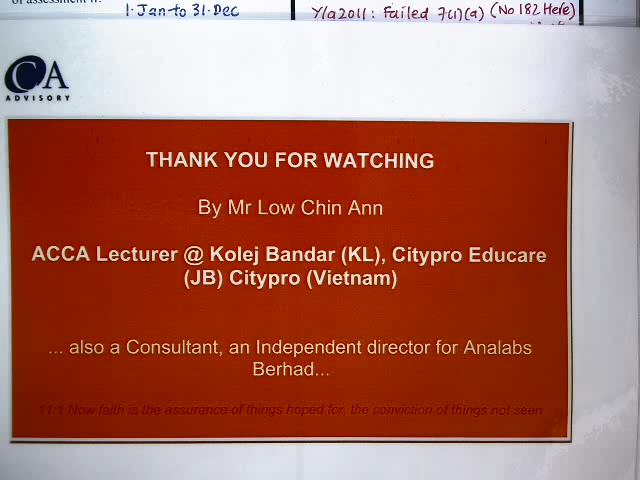 of assessment
1.Jan to 31.Dec
Y/a2011: Failed 7(1)(a) (No 182 Here)
CA
ADVISORY
THANK YOU FOR WATCHING
By Mr Low Chin Ann
ACCA Lecturer @ Kolej Bandar (KL), Citypro Educare
(JB) Citypro (Vietnam)
... also a Consultant, an Independent director for Analabs
Berhad...
11:1 Now faith is the assurance of things hoped for, the conviction of things not seen